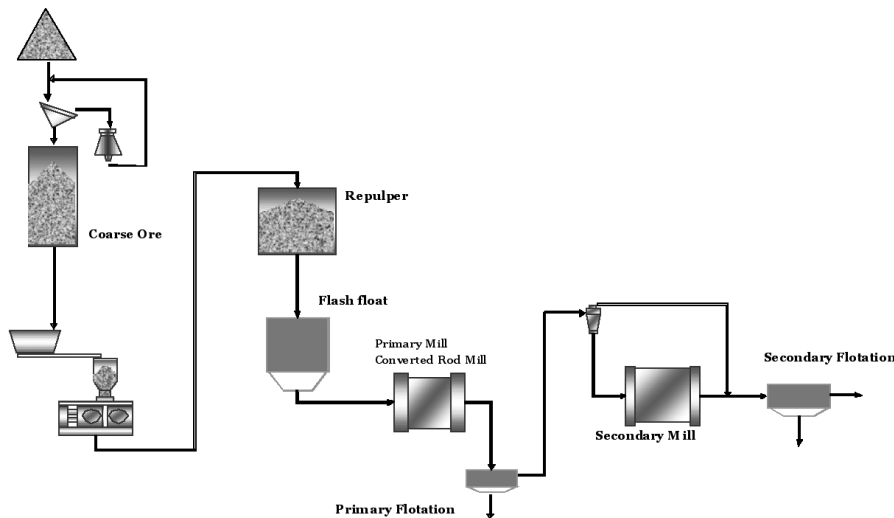 Repulper
Coarse Ore
Flash float
Primary Mill
Converted Rod Mill
Secondary Flotation
Secondary Mill
Primary Flotation